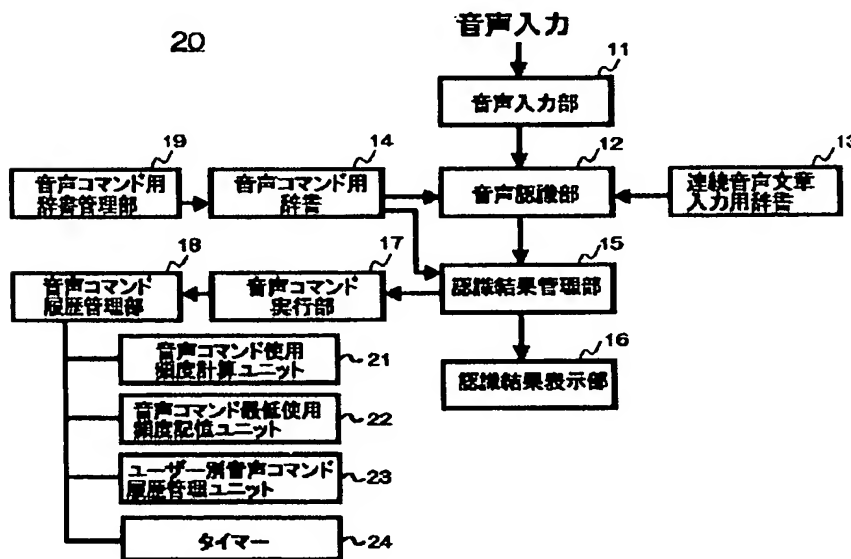 20
音声入力
11
音声入力部
19
音声コマンド用
辞書管理部
14
音声コマンド用
辞書
12
音声認識部
13
連続音声文章
入力用辞書
18
音声コマンド
履歴管理部
17
音声コマンド
実行部
15
認識結果管理部
16
認識結果表示部
音声コマンド使用
頻度計算ユニット
21
音声コマンド最低使用
頻度記憶ユニット
22
ユーザー別音声コマンド
履歴管理ユニット
23
タイマー
24